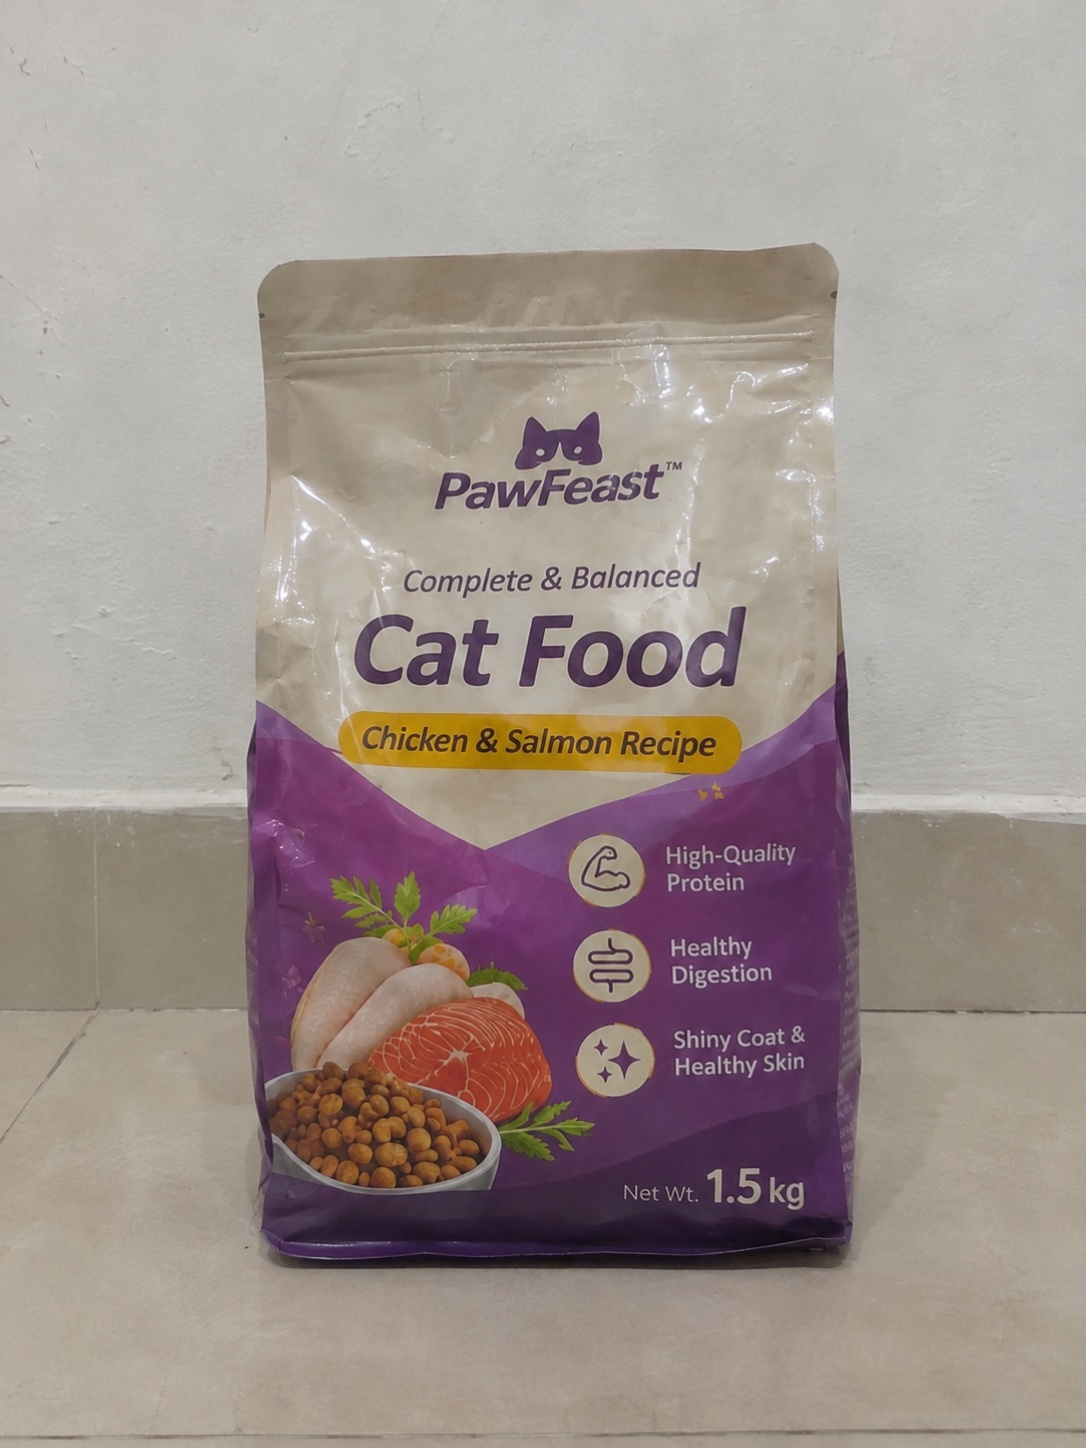 PawFeast™
Complete & Balanced
Cat Food
Chicken & Salmon Recipe
High-Quality
Protein
Healthy
Digestion
Shiny Coat &
Healthy Skin
Net Wt. 1.5 kg